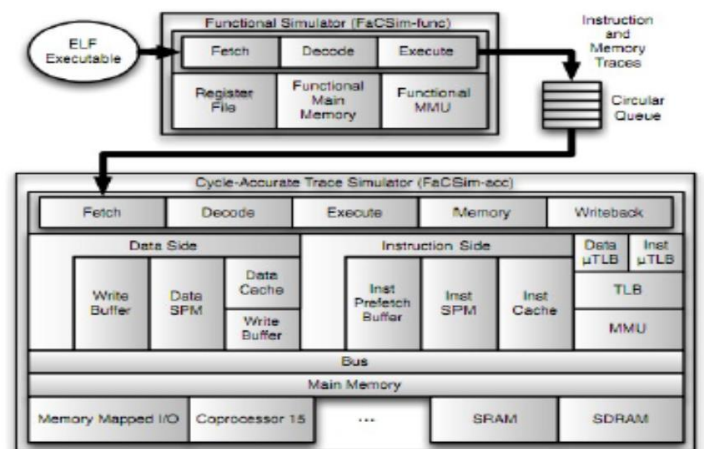 Functional Simulator (FaCSim-func)
ELF
Executable
Fetch
Decode
Execute
Register
File
Functional
Main
Memory
Functional
MMU
Instruction
and
Memory
Traces
Circular
Queue
Cycle-Accurate Trace Simulator (FaCSim-acc)
Fetch
Decode
Execute
Memory
Writeback
Data Side
Write
Buffer
Data
SPM
Data
Cache
Write
Buffer
Instruction Side
Inst
Prefetch
Buffer
Inst
SPM
Inst
Cache
Data
μTLB
Inst
μTLB
TLB
MMU
Bus
Main Memory
Memory Mapped I/O
Coprocessor 15
...
SRAM
SDRAM